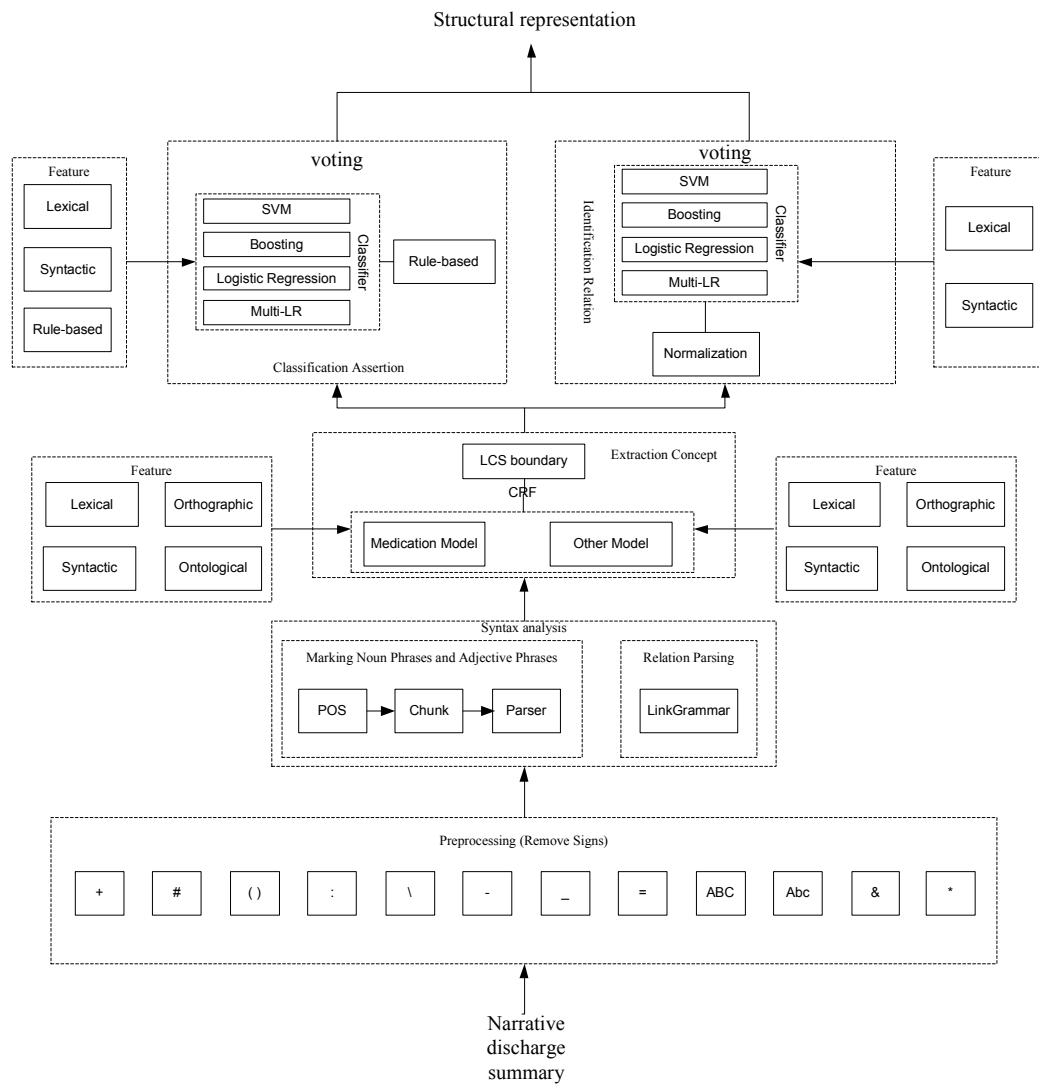 Structural representation
voting
Feature
Lexical
Syntactic
Rule-based
SVM
Boosting
Logistic Regression
Multi-LR
Classifier
Rule-based
Classification Assertion
voting
Identification Relation
SVM
Boosting
Logistic Regression
Multi-LR
Classifier
Normalization
Feature
Lexical
Syntactic
Extraction Concept
LCS boundary
CRF
Medication Model
Other Model
Feature
Lexical
Orthographic
Syntactic
Ontological
Feature
Lexical
Orthographic
Syntactic
Ontological
Syntax analysis
Marking Noun Phrases and Adjective Phrases
POS
Chunk
Parser
Relation Parsing
LinkGrammar
Preprocessing (Remove Signs)
+
#
( )
:
\
-
_
=
ABC
Abc
&
*
Narrative
discharge
summary